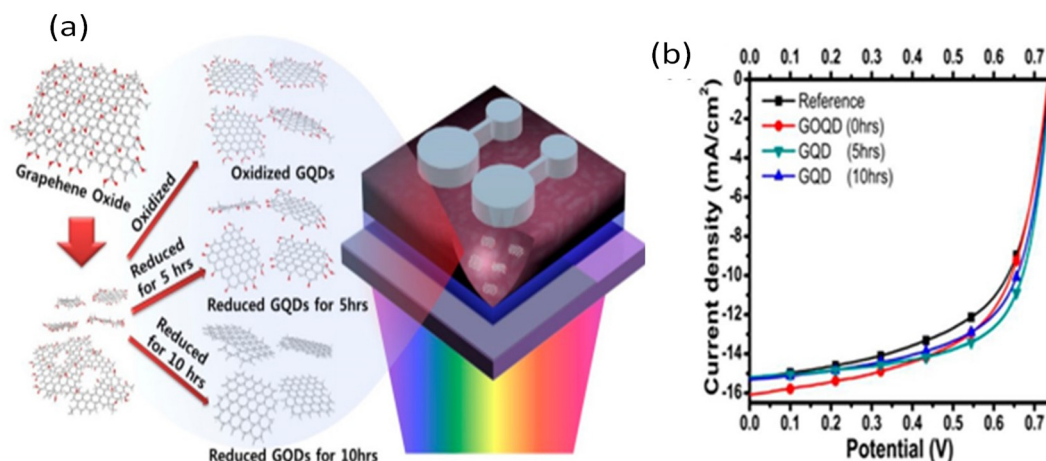 (a)
Grapehene Oxide
Oxidized
Reduced
for 5 hrs
Reduced
for 10 hrs
Oxidized GQDs
Reduced GQDs for 5hrs
Reduced GQDs for 10hrs
(b)
0.0 0.1 0.2 0.3 0.4 0.5 0.6 0.7
0
-2
-4
-6
-8
-10
-12
-14
-16
Current density (mA/cm²)
Reference
GOQD (0hrs)
GQD (5hrs)
GQD (10hrs)
0.0 0.1 0.2 0.3 0.4 0.5 0.6 0.7
Potential (V)